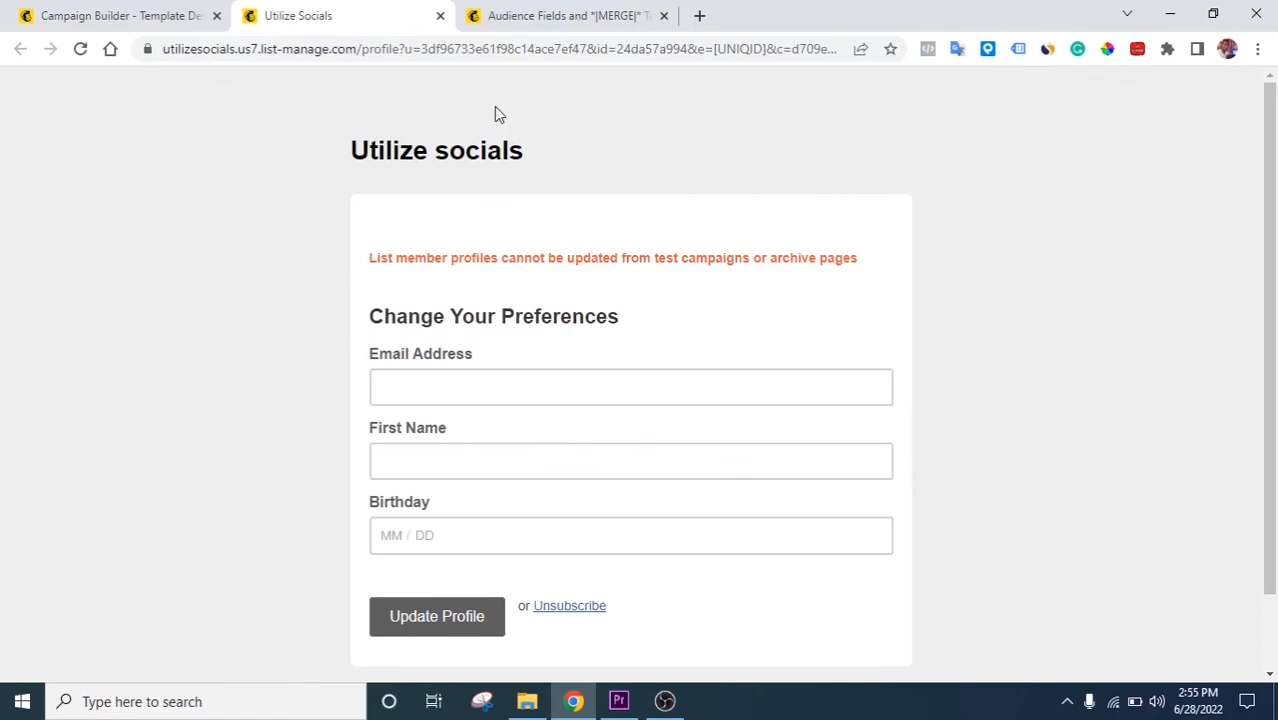 Campaign Builder - Template Des
Utilize Socials
Audience Fields and *|MERGE|* T
utilizesocials.us7.list-manage.com/profile?u=3df96733e61f98c14ace7ef47&id=24da57a994&e=[UNIQID]&c=d709e...
Utilize socials
List member profiles cannot be updated from test campaigns or archive pages
Change Your Preferences
Email Address
First Name
Birthday
MM / DD
Update Profile
or Unsubscribe
Type here to search
Pr
2:55 PM
6/28/2022